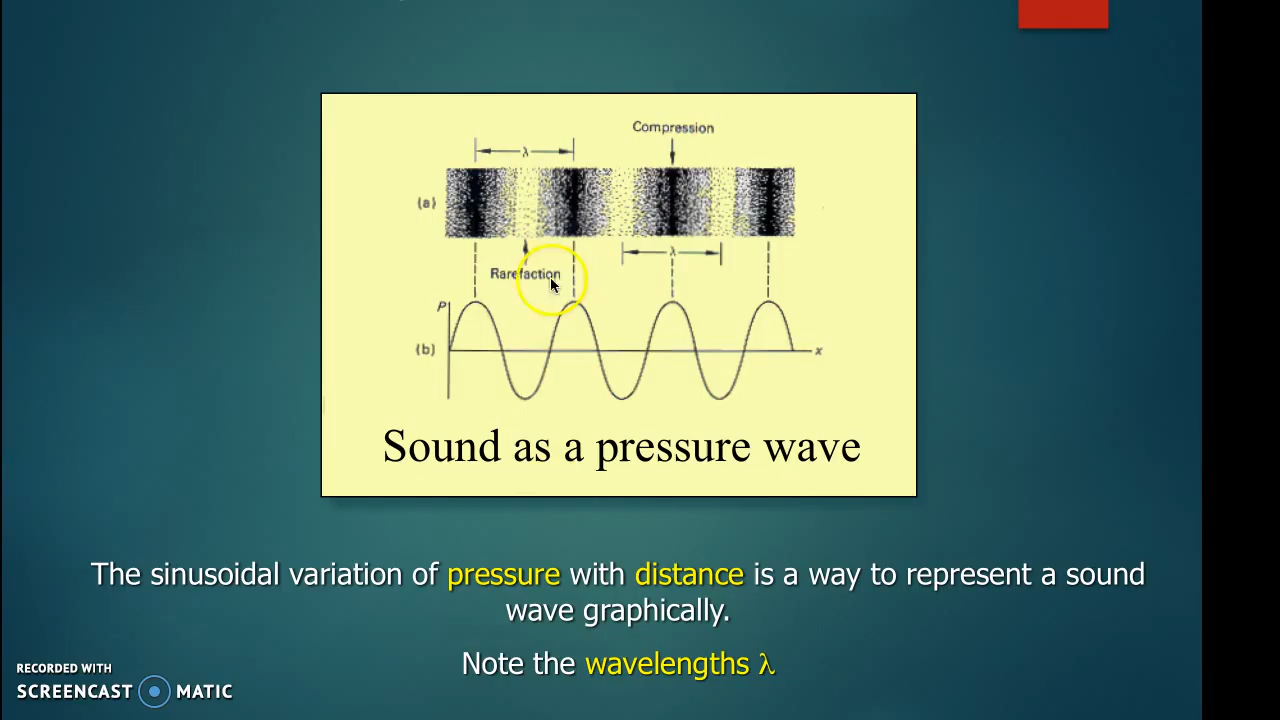 Compression
λ
(a)
λ
Rarefaction
P
(b)
x
Sound as a pressure wave
The sinusoidal variation of pressure with distance is a way to represent a sound
wave graphically.
Note the wavelengths λ
RECORDED WITH
SCREENCAST MATIC